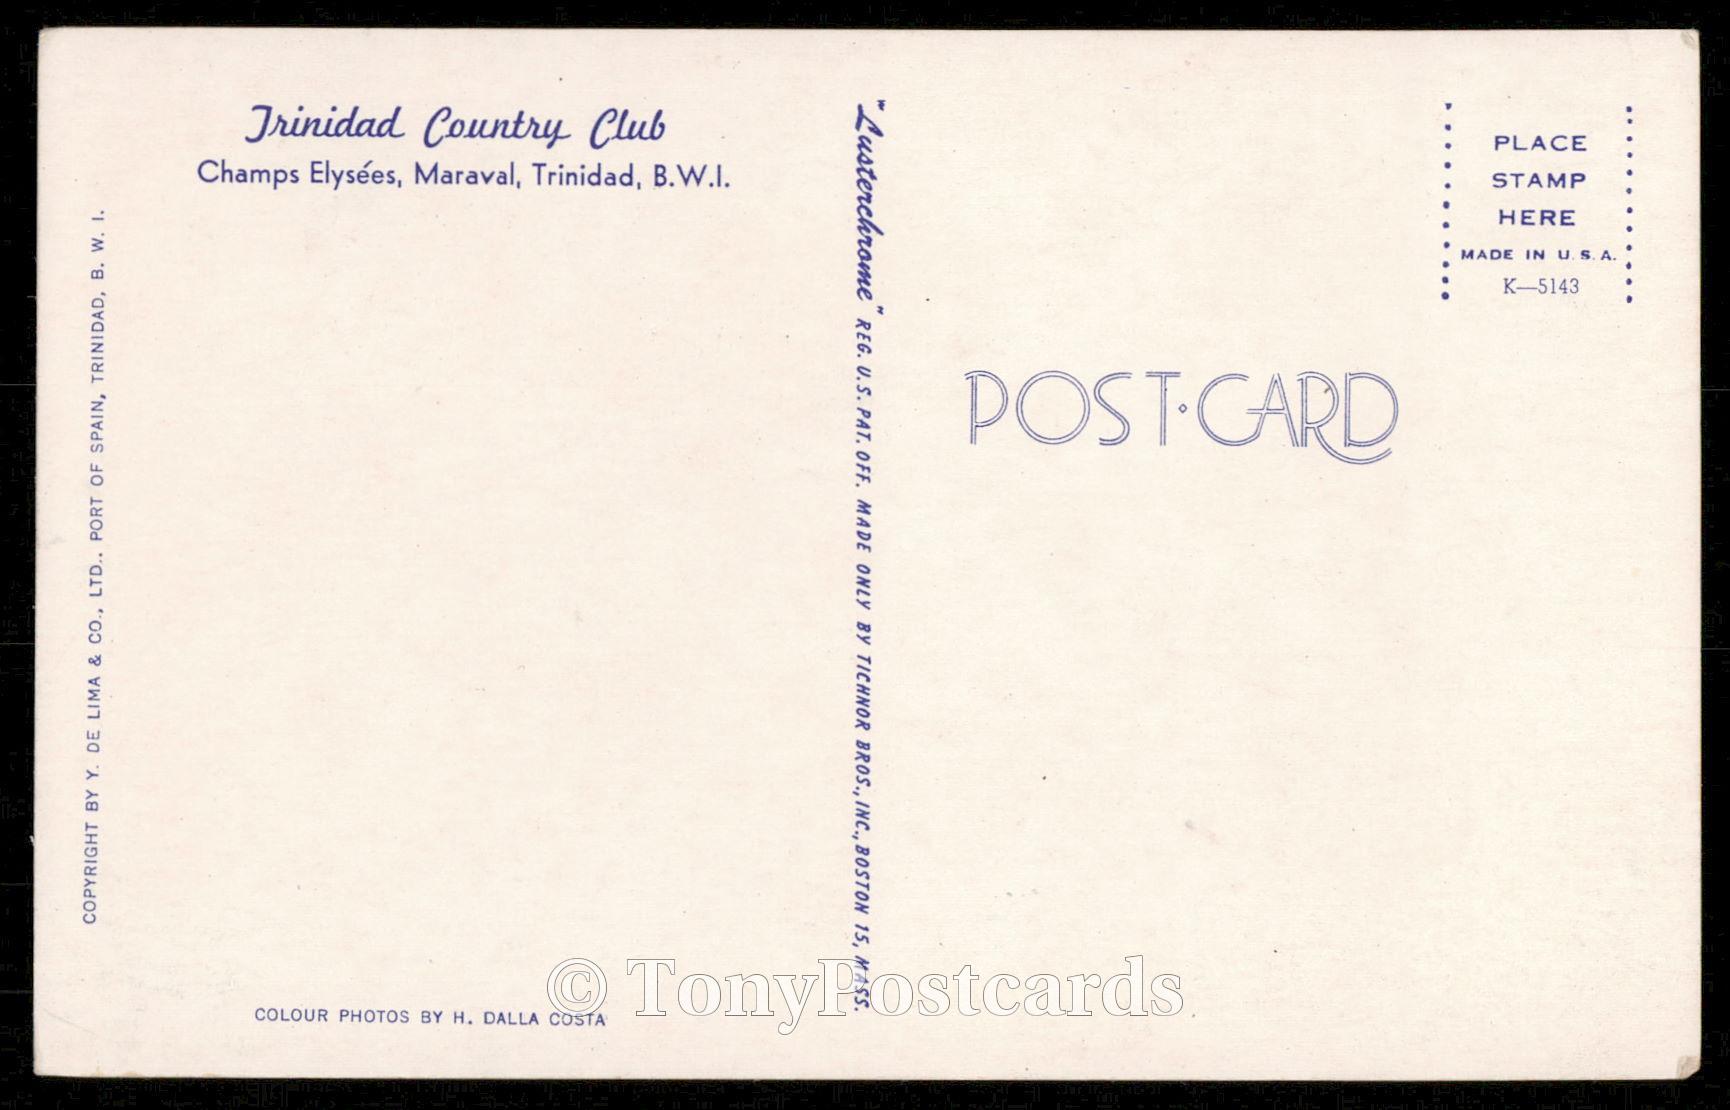 Trinidad Country Club
Champs Elysées, Maraval, Trinidad, B.W.I.
COPYRIGHT BY Y. DE LIMA & CO., LTD.. PORT OF SPAIN, TRINIDAD, B. W. I.
COLOUR PHOTOS BY H. DALLA COSTA
"Lusterchrome" REG. U.S. PAT. OFF. MADE ONLY BY TICHNOR BROS., INC., BOSTON 15, MASS.
PLACE
STAMP
HERE
MADE IN U.S.A.
K—5143
POST·CARD
© TonyPostcards